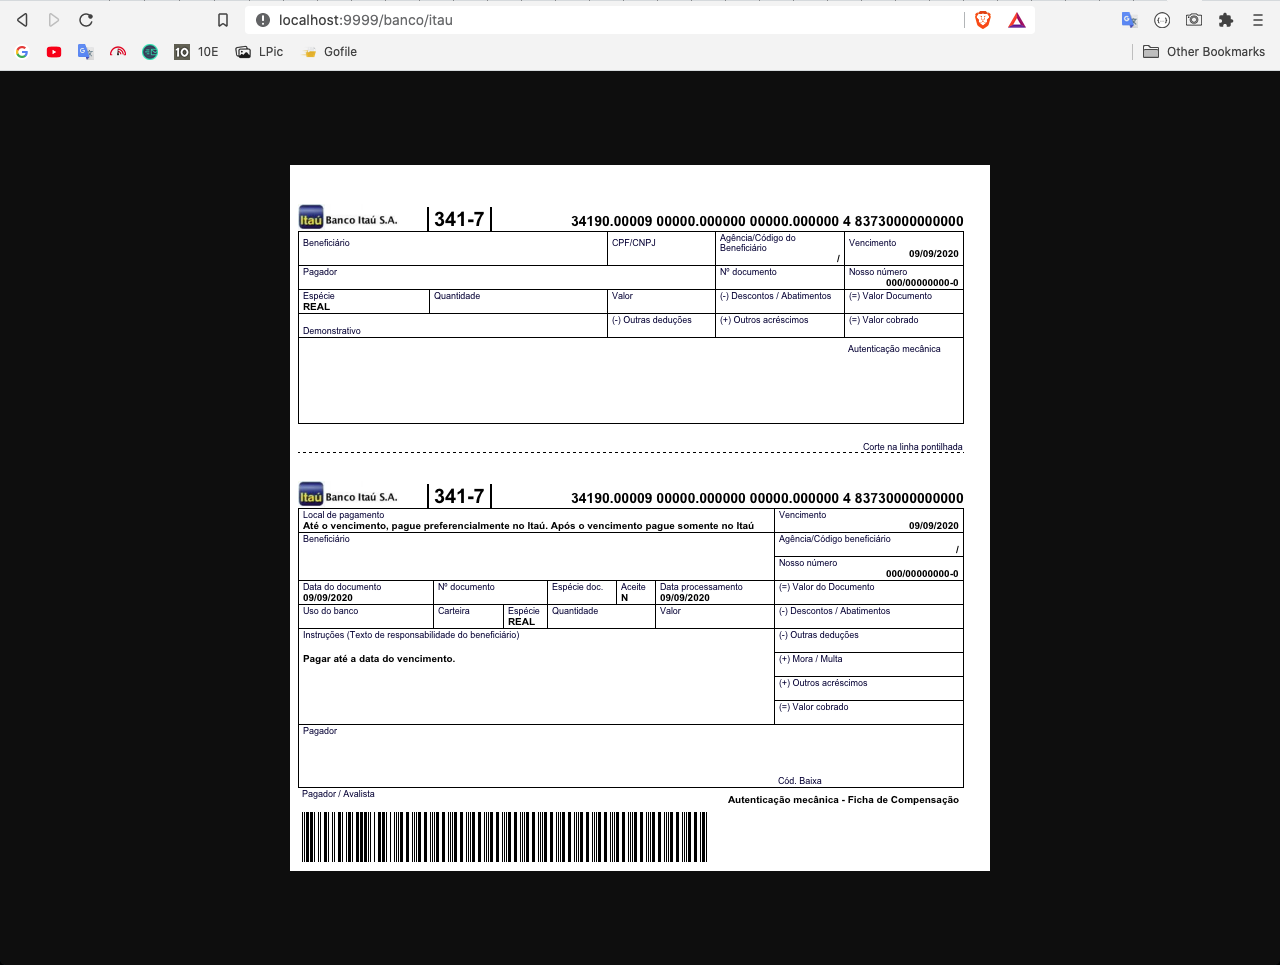 localhost:9999/banco/itau
10 10E LPic Gofile Other Bookmarks
Itaú Banco Itaú S.A. 341-7 34190.00009 00000.000000 00000.000000 4 83730000000000
Beneficiário CPF/CNPJ Agência/Código do Beneficiário / Vencimento 09/09/2020
Pagador Nº documento Nosso número 000/00000000-0
Espécie REAL Quantidade Valor (-) Descontos / Abatimentos (=) Valor Documento
Demonstrativo (-) Outras deduções (+) Outros acréscimos (=) Valor cobrado
Autenticação mecânica
Corte na linha pontilhada
Itaú Banco Itaú S.A. 341-7 34190.00009 00000.000000 00000.000000 4 83730000000000
Local de pagamento Vencimento
Até o vencimento, pague preferencialmente no Itaú. Após o vencimento pague somente no Itaú 09/09/2020
Beneficiário Agência/Código beneficiário
/
Nosso número
000/00000000-0
Data do documento Nº documento Espécie doc. Aceite Data processamento (=) Valor do Documento
09/09/2020 N 09/09/2020
Uso do banco Carteira Espécie Quantidade Valor (-) Descontos / Abatimentos
REAL
Instruções (Texto de responsabilidade do beneficiário) (-) Outras deduções
Pagar até a data do vencimento. (+) Mora / Multa
(+) Outros acréscimos
(=) Valor cobrado
Pagador
Cód. Baixa
Pagador / Avalista
Autenticação mecânica - Ficha de Compensação